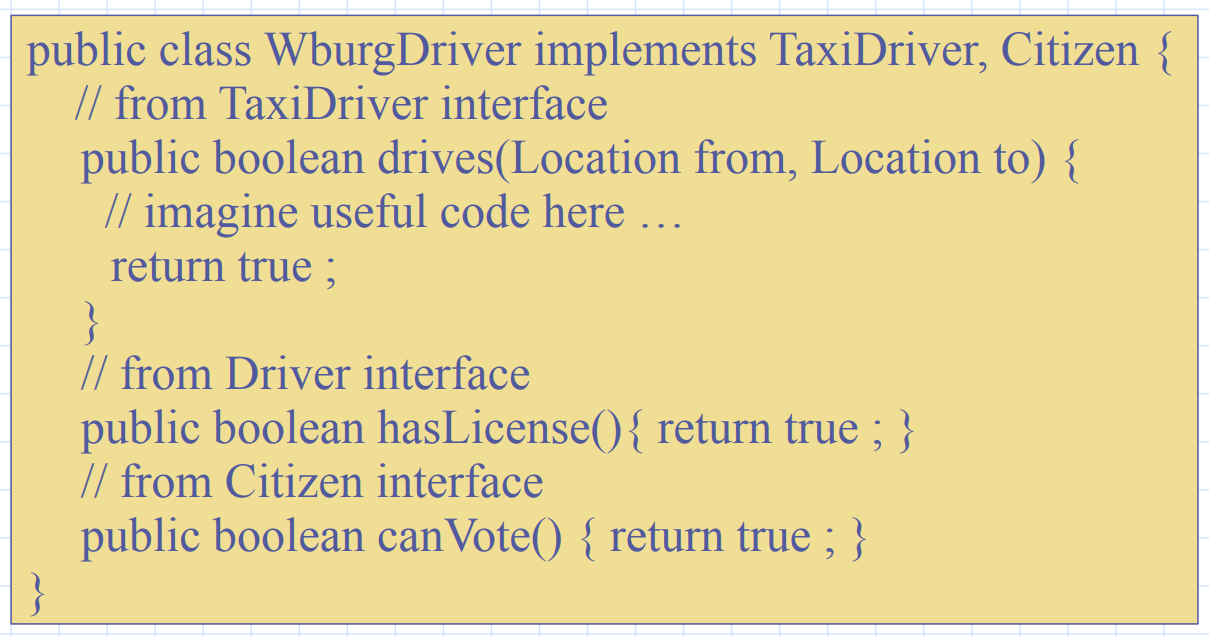 public class WburgDriver implements TaxiDriver, Citizen {
// from TaxiDriver interface
public boolean drives(Location from, Location to) {
// imagine useful code here …
return true ;
}
// from Driver interface
public boolean hasLicense(){ return true ; }
// from Citizen interface
public boolean canVote() { return true ; }
}